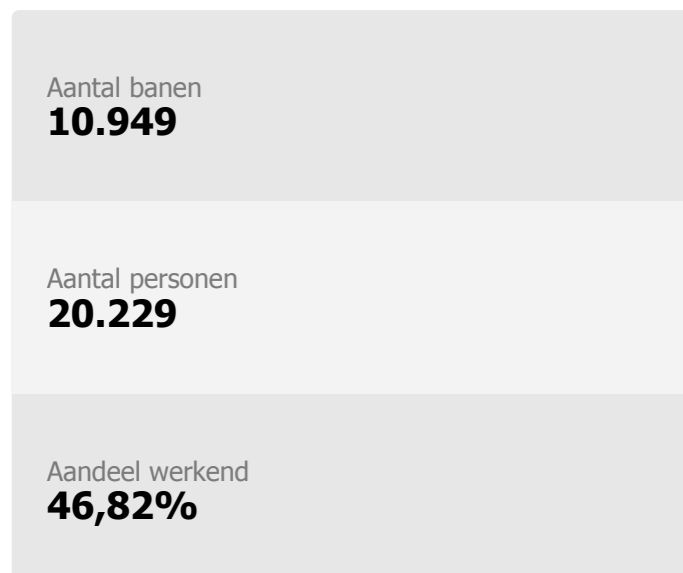 Aantal banen
10.949
Aantal personen
20.229
Aandeel werkend
46,82%